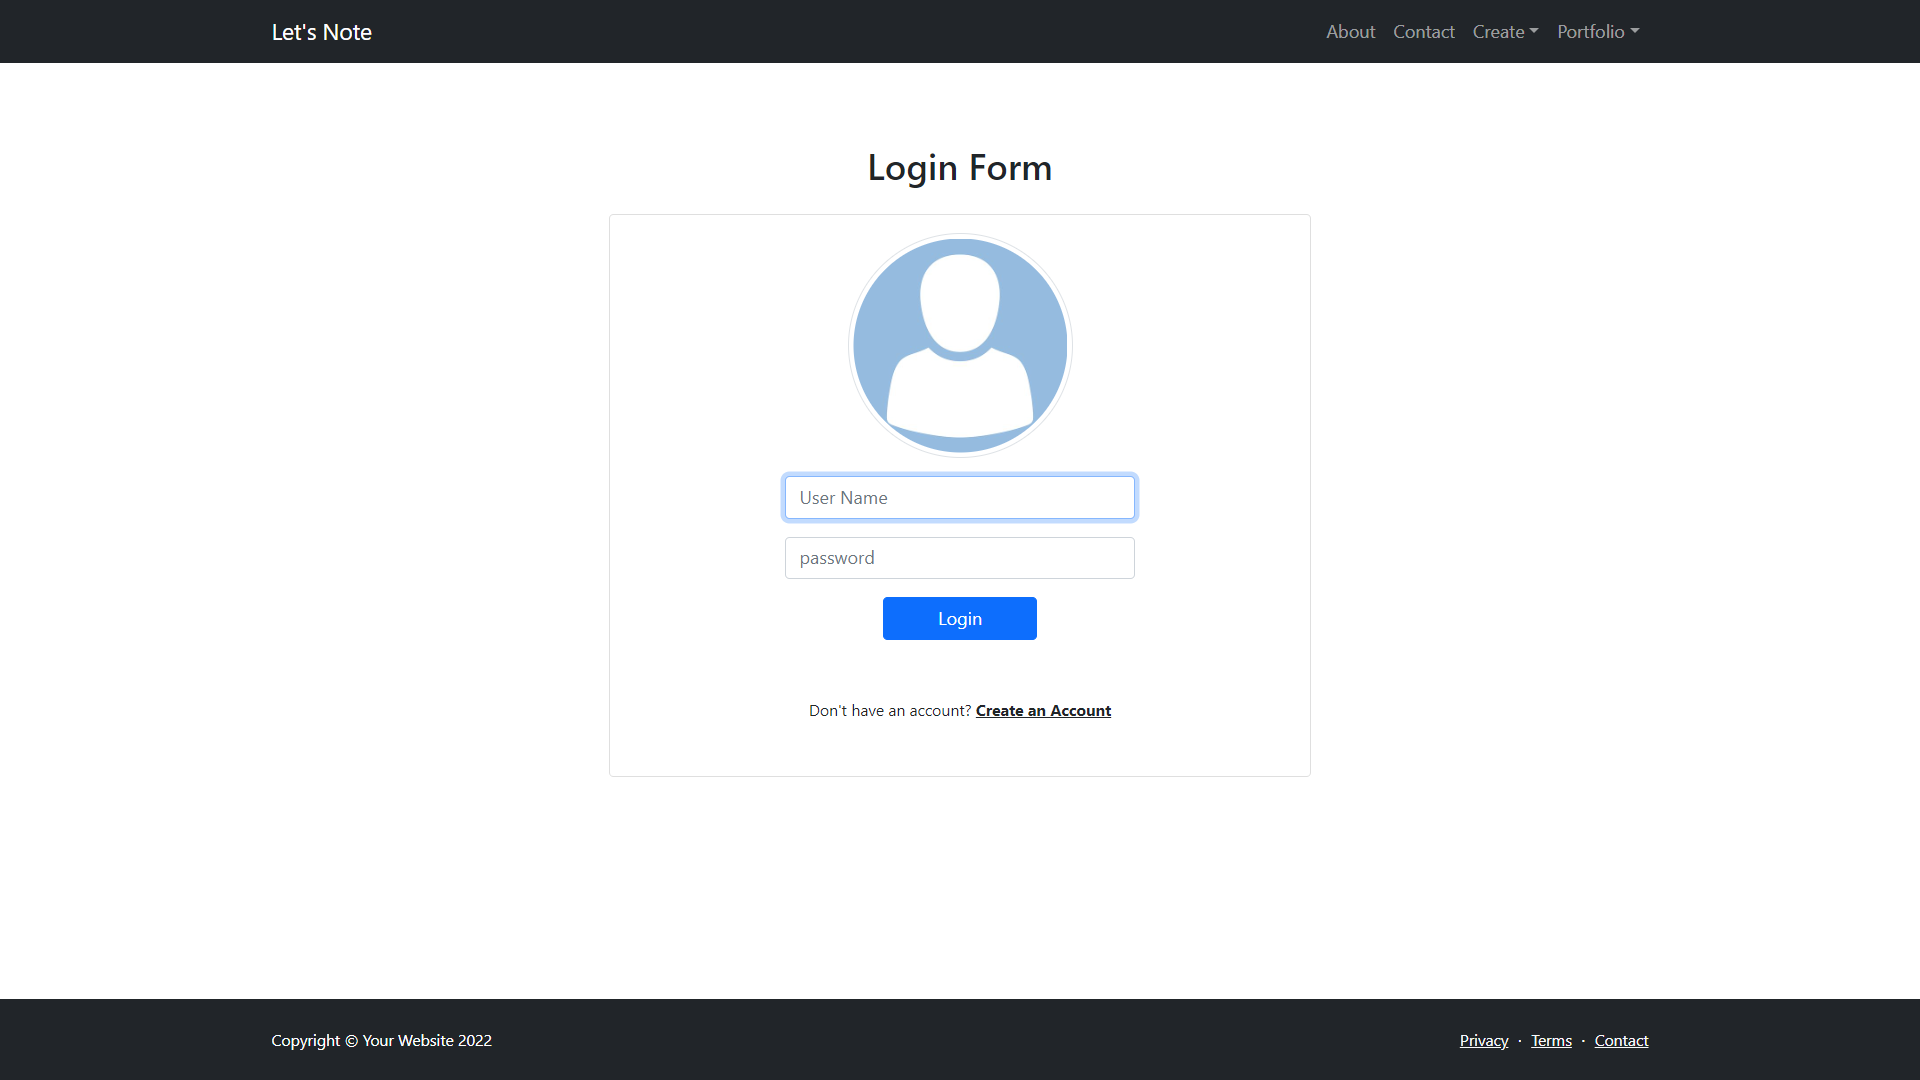 Let's Note
About Contact Create Portfolio
Login Form
User Name
password
Login
Don't have an account? Create an Account
Copyright © Your Website 2022
Privacy · Terms · Contact